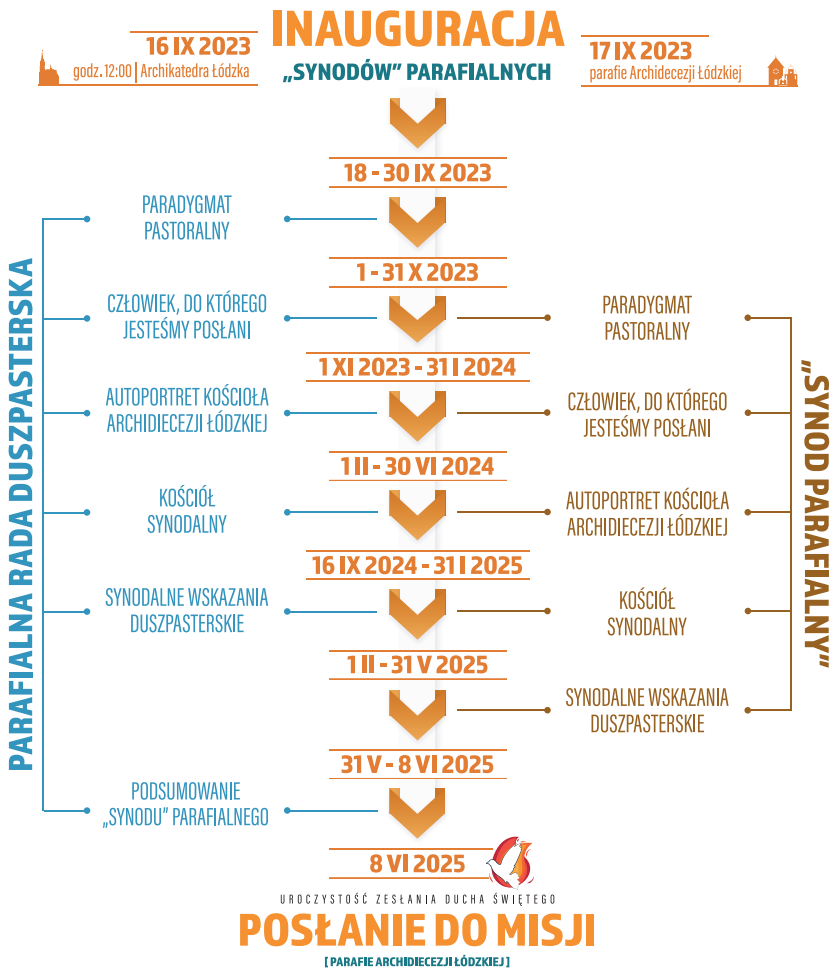 INAUGURACJA
„SYNODÓW” PARAFIALNYCH
16 IX 2023
godz. 12:00 | Archikatedra Łódzka
17 IX 2023
parafie Archidecezji Łódzkiej
18 - 30 IX 2023
PARADYGMAT
PASTORALNY
1 - 31 X 2023
CZŁOWIEK, DO KTÓREGO
JESTEŚMY POSŁANI
PARADYGMAT
PASTORALNY
1 XI 2023 - 31 I 2024
AUTOPORTRET KOŚCIOŁA
ARCHIDIECEZJI ŁÓDZKIEJ
CZŁOWIEK, DO KTÓREGO
JESTEŚMY POSŁANI
1 II - 30 VI 2024
KOŚCIÓŁ
SYNODALNY
AUTOPORTRET KOŚCIOŁA
ARCHIDIECEZJI ŁÓDZKIEJ
16 IX 2024 - 31 I 2025
SYNODALNE WSKAZANIA
DUSZPASTERSKIE
KOŚCIÓŁ
SYNODALNY
1 II - 31 V 2025
SYNODALNE WSKAZANIA
DUSZPASTERSKIE
31 V - 8 VI 2025
PODSUMOWANIE
„SYNODU” PARAFIALNEGO
8 VI 2025
UROCZYSTOŚĆ ZESŁANIA DUCHA ŚWIĘTEGO
POSŁANIE DO MISJI
[ PARAFIE ARCHIDIECEZJI ŁÓDZKIEJ ]
PARAFIALNA RADA DUSZPASTERSKA
„SYNOD PARAFIALNY”